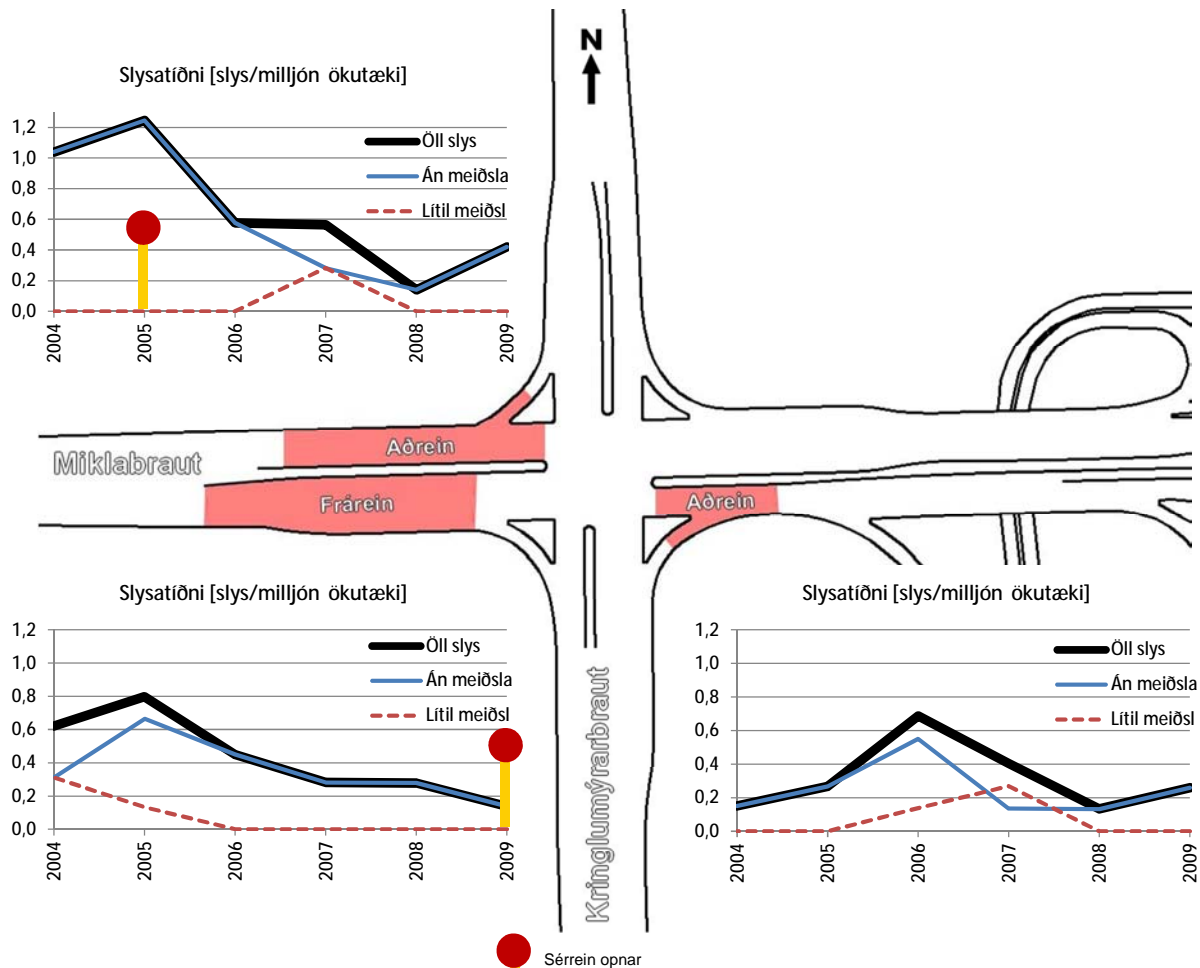 N
Slysatíðni [slys/milljón ökutæki]
1,2
1,0
0,8
0,6
0,4
0,2
0,0
Öll slys
Án meiðsla
Lítil meiðsl
2004
2005
2006
2007
2008
2009
Miklabraut
Aðrein
Frárein
Aðrein
Slysatíðni [slys/milljón ökutæki]
1,2
1,0
0,8
0,6
0,4
0,2
0,0
Öll slys
Án meiðsla
Lítil meiðsl
2004
2005
2006
2007
2008
2009
Kringlumýrarbraut
Slysatíðni [slys/milljón ökutæki]
1,2
1,0
0,8
0,6
0,4
0,2
0,0
Öll slys
Án meiðsla
Lítil meiðsl
2004
2005
2006
2007
2008
2009
Sérrein opnar